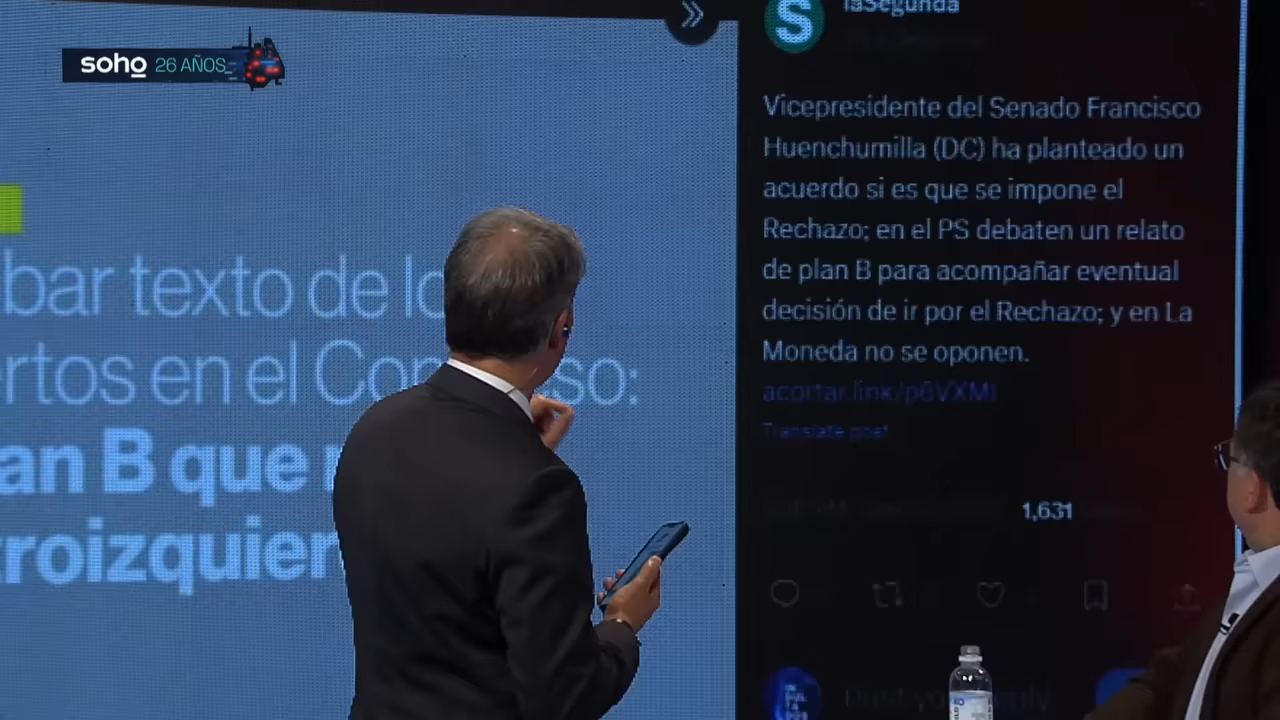 soho 26 AÑOS
bar texto de lo
rtos en el Con so:
an B que
roizquier
laSegunda
Vicepresidente del Senado Francisco
Huenchumilla (DC) ha planteado un
acuerdo si es que se impone el
Rechazo; en el PS debaten un relato
de plan B para acompañar eventual
decisión de ir por el Rechazo; y en La
Moneda no se oponen.
acortar.link/p6VXMI
Translate post
1,631